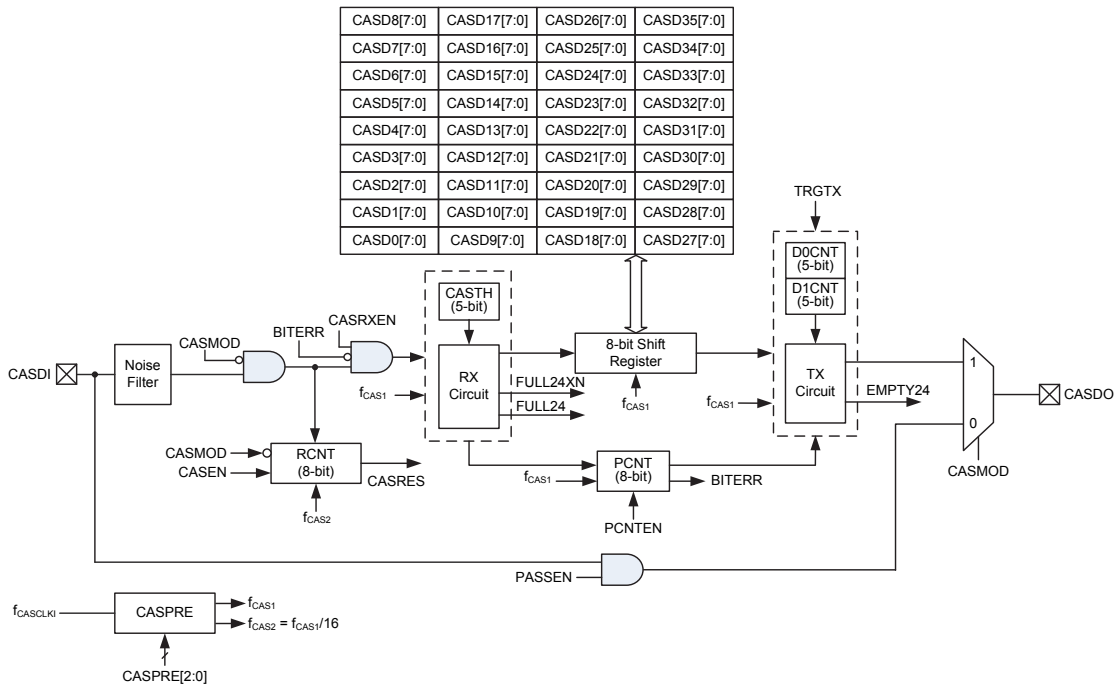 CASD8[7:0] CASD17[7:0] CASD26[7:0] CASD35[7:0]
CASD7[7:0] CASD16[7:0] CASD25[7:0] CASD34[7:0]
CASD6[7:0] CASD15[7:0] CASD24[7:0] CASD33[7:0]
CASD5[7:0] CASD14[7:0] CASD23[7:0] CASD32[7:0]
CASD4[7:0] CASD13[7:0] CASD22[7:0] CASD31[7:0]
CASD3[7:0] CASD12[7:0] CASD21[7:0] CASD30[7:0]
CASD2[7:0] CASD11[7:0] CASD20[7:0] CASD29[7:0]
CASD1[7:0] CASD10[7:0] CASD19[7:0] CASD28[7:0]
CASD0[7:0] CASD9[7:0] CASD18[7:0] CASD27[7:0]
TRGTX
D0CNT
(5-bit)
D1CNT
(5-bit)
CASTH
(5-bit)
CASRXEN
BITERR
CASMOD
CASDI
Noise
Filter
fCAS1
RX
Circuit
FULL24XN
FULL24
8-bit Shift
Register
fCAS1
fCAS1
TX
Circuit
EMPTY24
1
0
CASDO
CASMOD
CASMOD
CASEN
RCNT
(8-bit)
CASRES
fCAS2
fCAS1
PCNT
(8-bit)
BITERR
PCNTEN
PASSEN
fCASCLKI
CASPRE
fCAS1
fCAS2 = fCAS1/16
CASPRE[2:0]